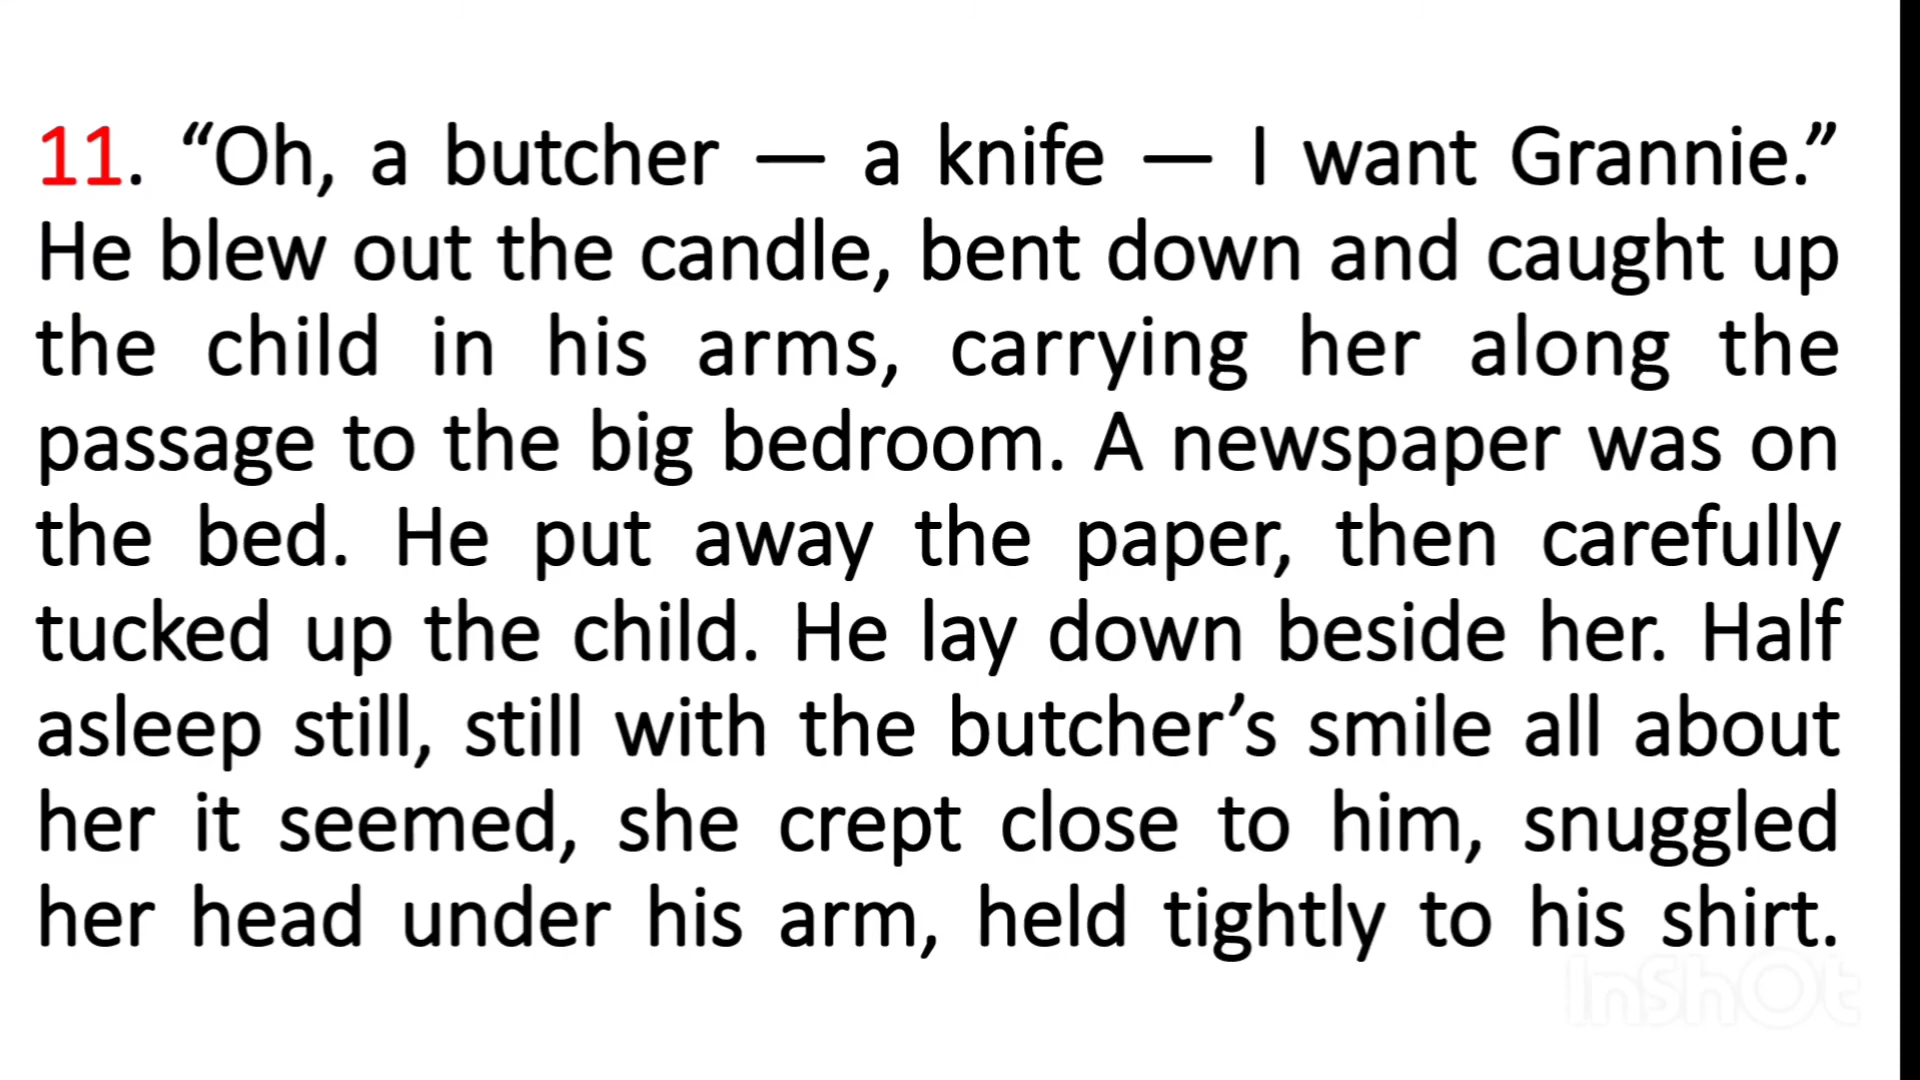 11. “Oh, a butcher — a knife — I want Grannie.”
He blew out the candle, bent down and caught up
the child in his arms, carrying her along the
passage to the big bedroom. A newspaper was on
the bed. He put away the paper, then carefully
tucked up the child. He lay down beside her. Half
asleep still, still with the butcher’s smile all about
her it seemed, she crept close to him, snuggled
her head under his arm, held tightly to his shirt.
InShOt